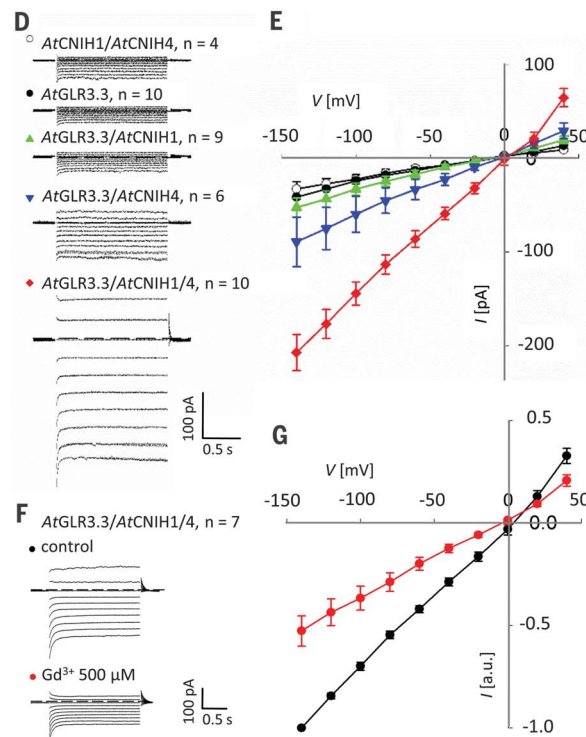 D
AtCNIH1/AtCNIH4, n = 4
AtGLR3.3, n = 10
AtGLR3.3/AtCNIH1, n = 9
AtGLR3.3/AtCNIH4, n = 6
AtGLR3.3/AtCNIH1/4, n = 10
100 pA
0.5 s
E
100
V [mV]
-150 -100 -50 0 50
-100
I [pA]
-200
F
AtGLR3.3/AtCNIH1/4, n = 7
control
Gd³⁺ 500 µM
100 pA
0.5 s
G
0.5
V [mV]
-150 -100 -50 0 50
0.0
-0.5
I [a.u.]
-1.0